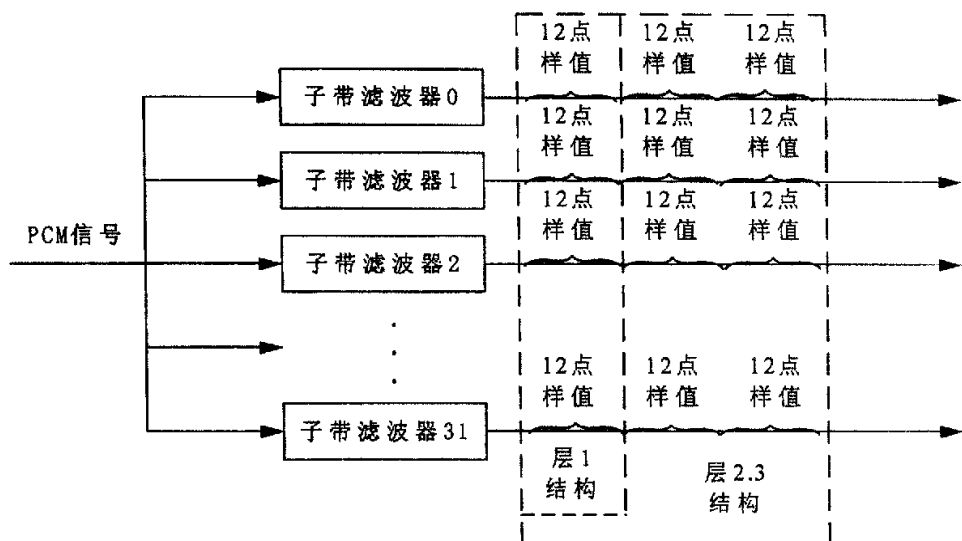 12点 12点 12点
样值 样值 样值
子带滤波器0
12点 12点 12点
样值 样值 样值
子带滤波器1
12点 12点 12点
样值 样值 样值
PCM信号
子带滤波器2
12点 12点 12点
样值 样值 样值
子带滤波器31
层1
结构
层2.3
结构